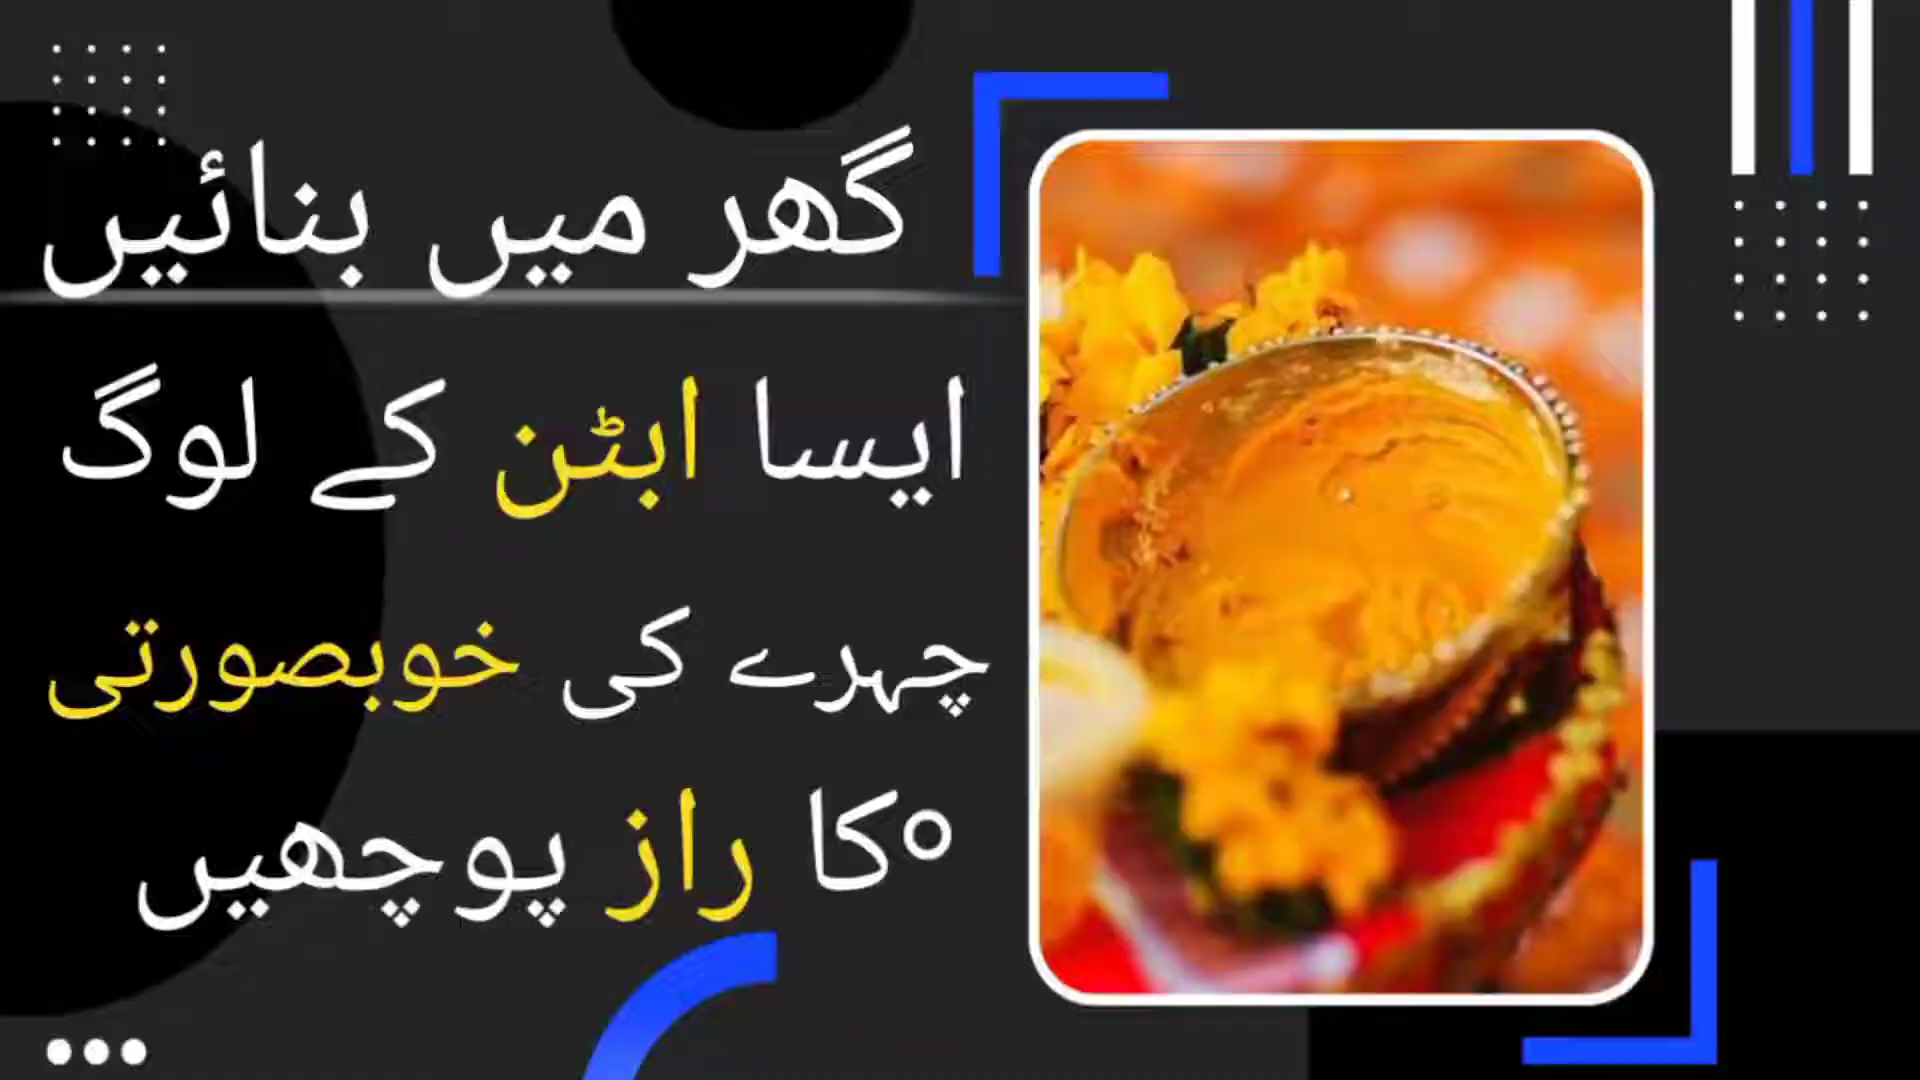 گھر میں بنائیں
ایسا ابٹن کے لوگ
چہرے کی خوبصورتی
کا راز پوچھیں